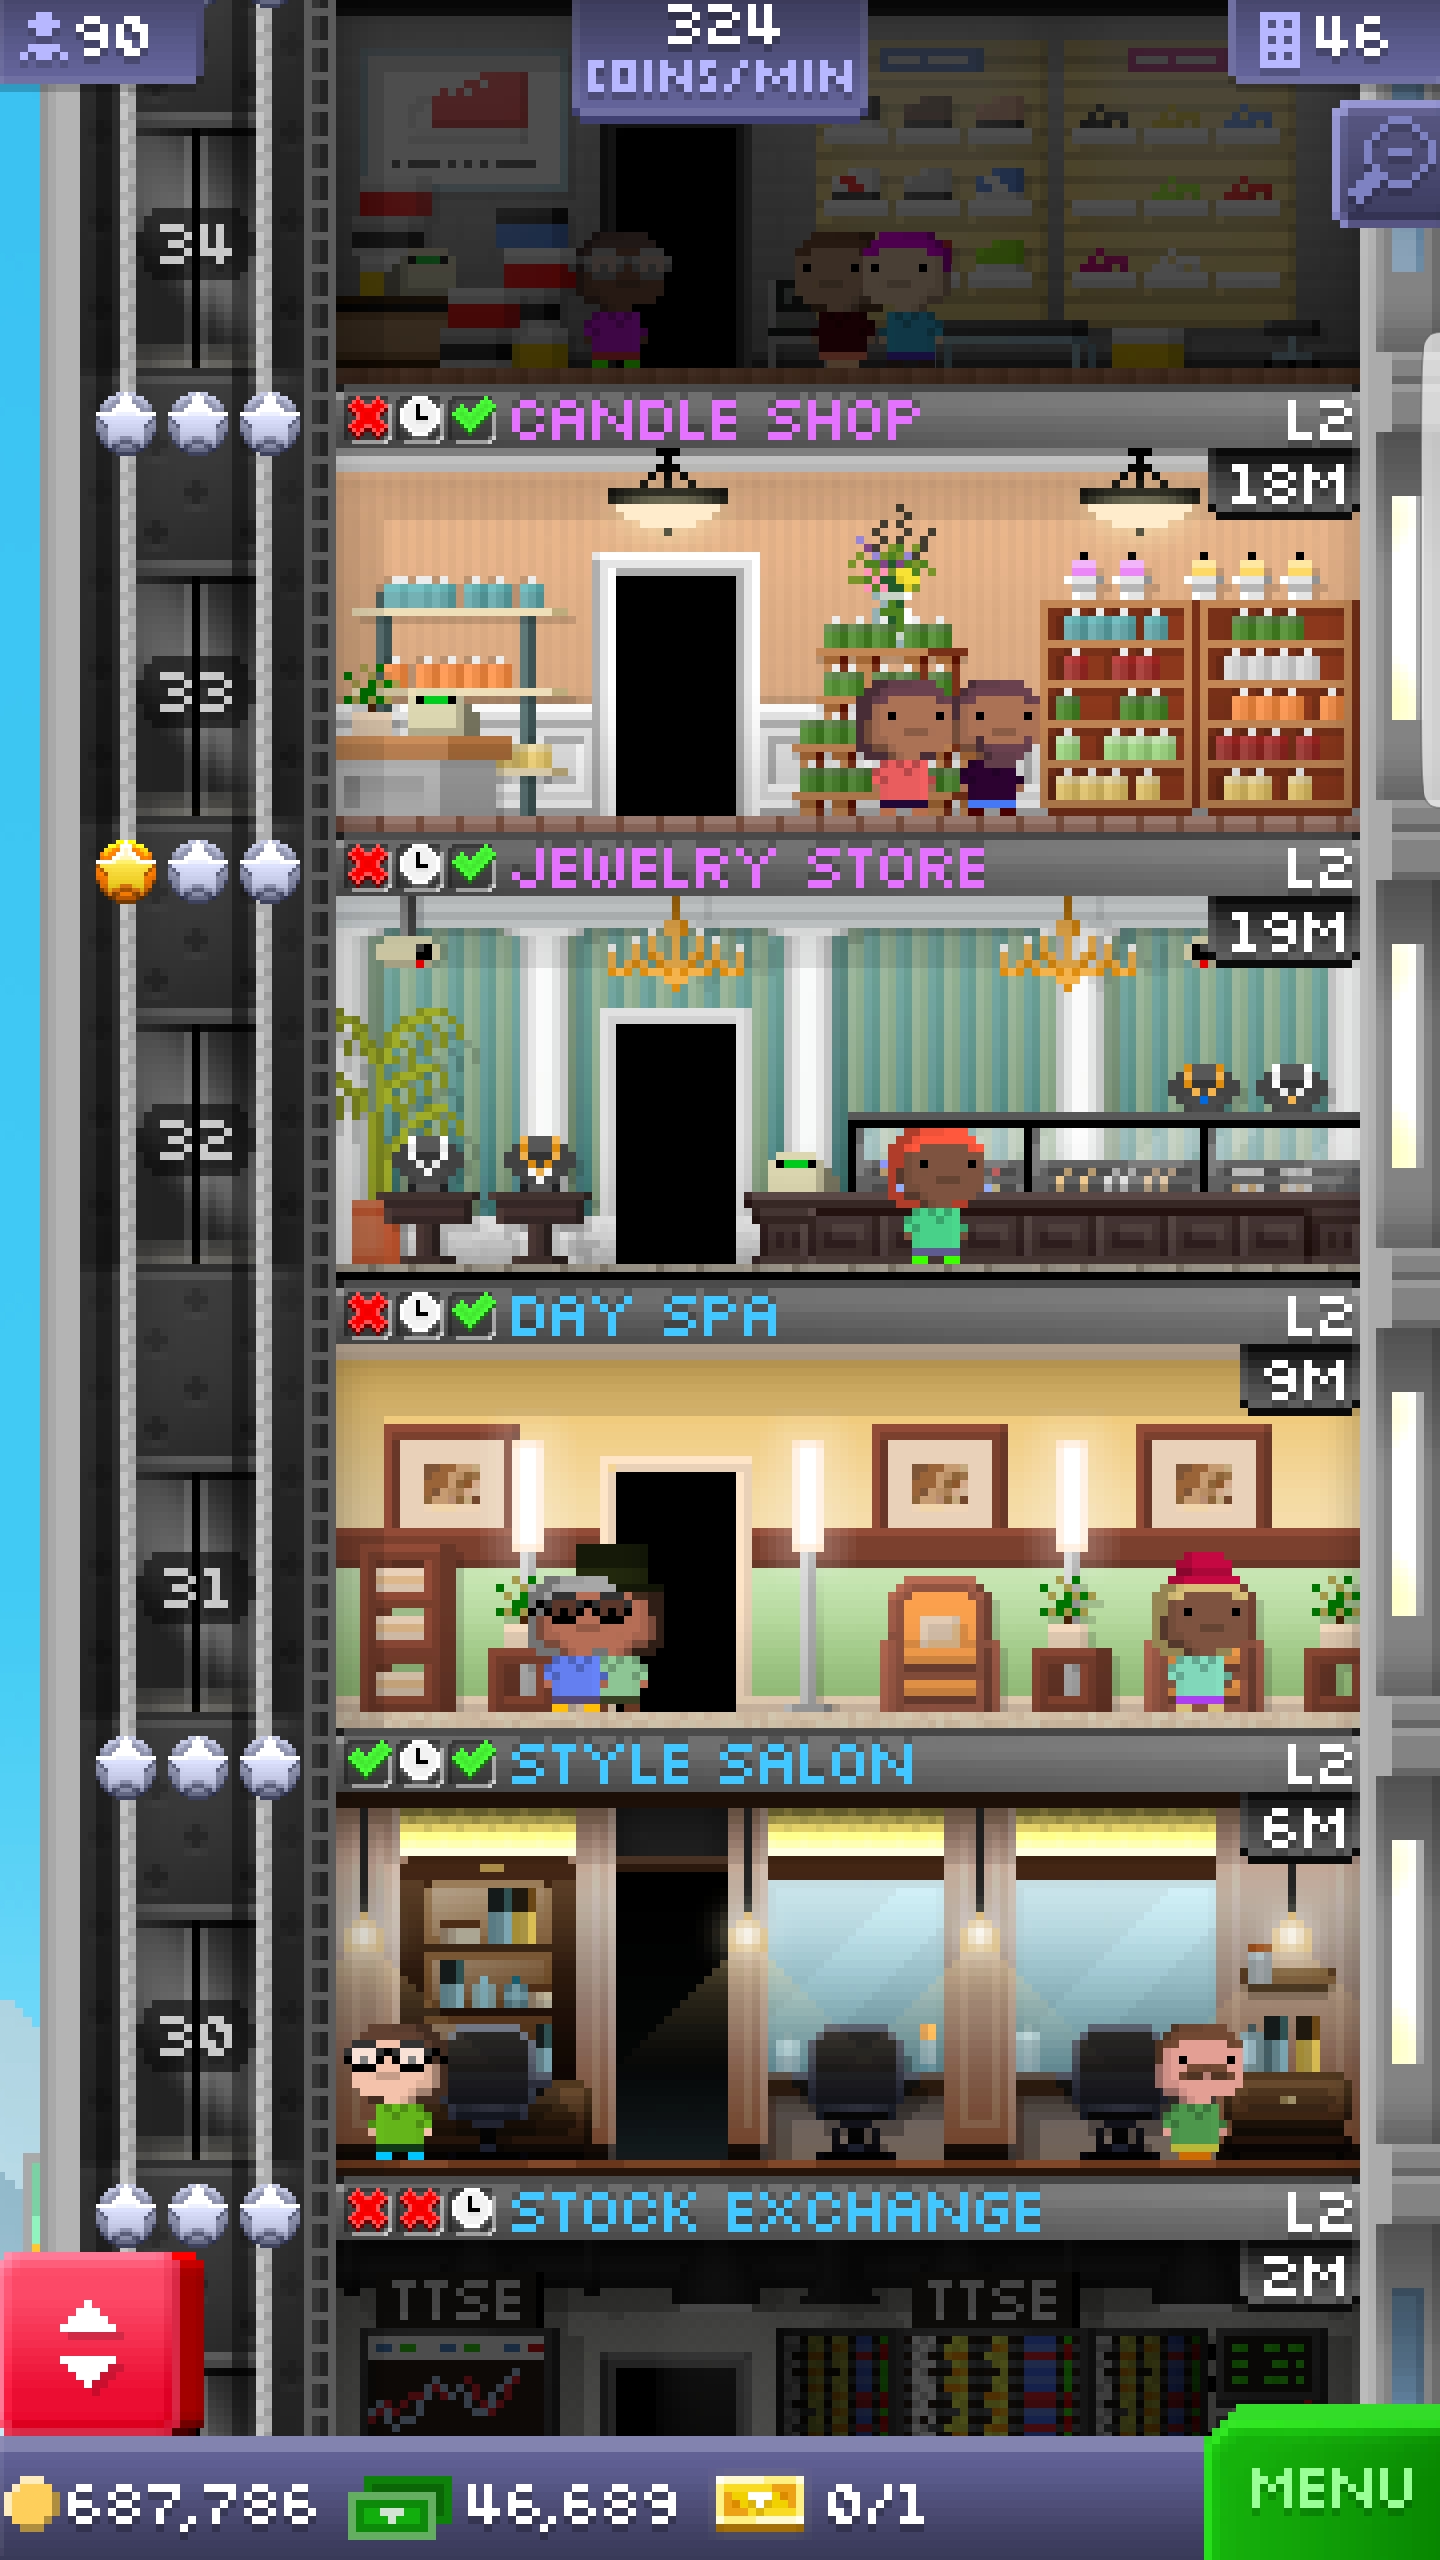 90
324
COINS/MIN
46
34
CANDLE SHOP L2
18M
33
JEWELRY STORE L2
19M
32
DAY SPA L2
9M
31
STYLE SALON L2
6M
30
STOCK EXCHANGE L2
2M
TTSE TTSE
687,786 46,689 0/1 MENU